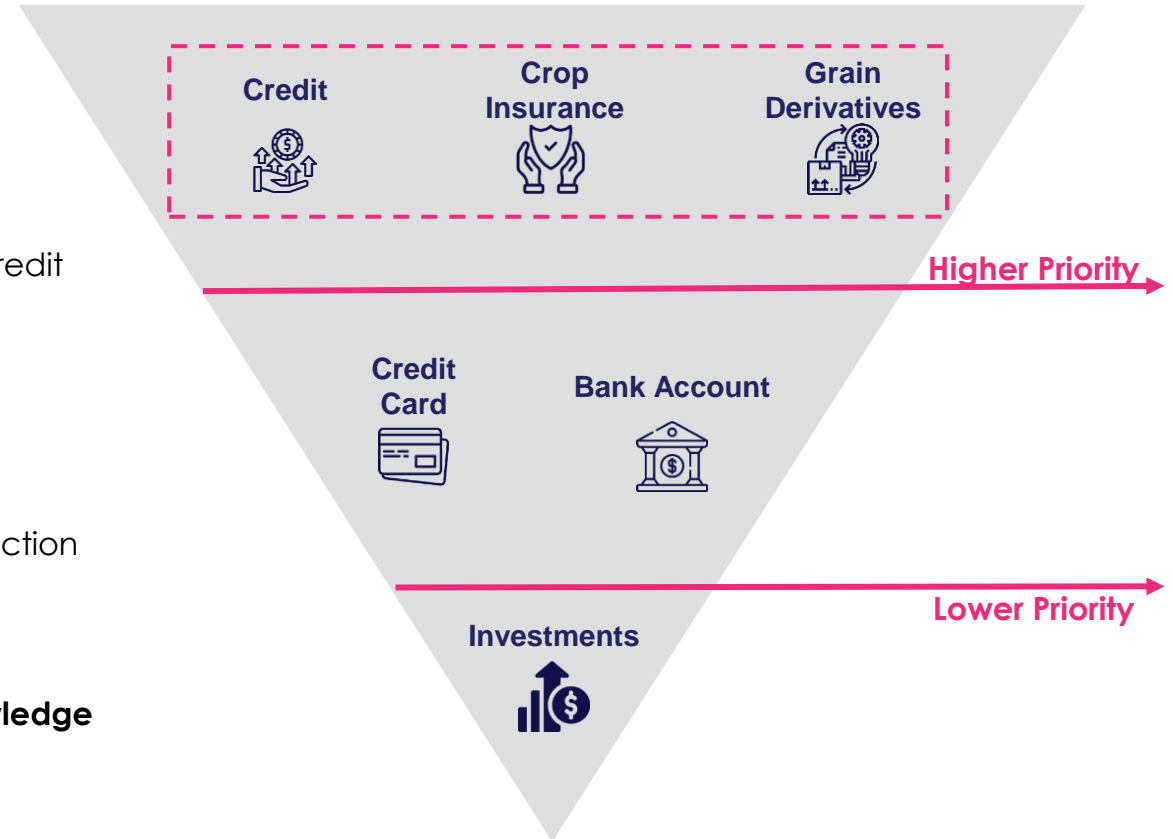 Credit
Crop
Insurance
Grain
Derivatives
redit
Higher Priority
Credit
Card
Bank Account
ction
Lower Priority
Investments
ledge